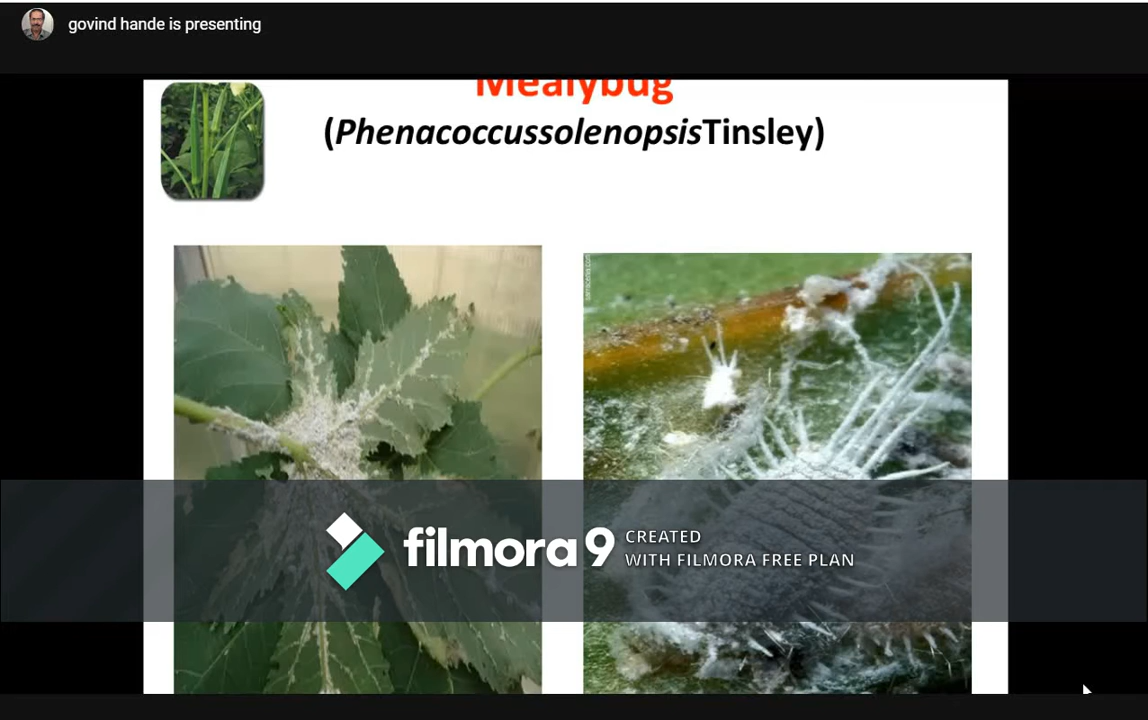 govind hande is presenting
Mealybug
(PhenacoccussolenopsisTinsley)
filmora9 CREATED
WITH FILMORA FREE PLAN